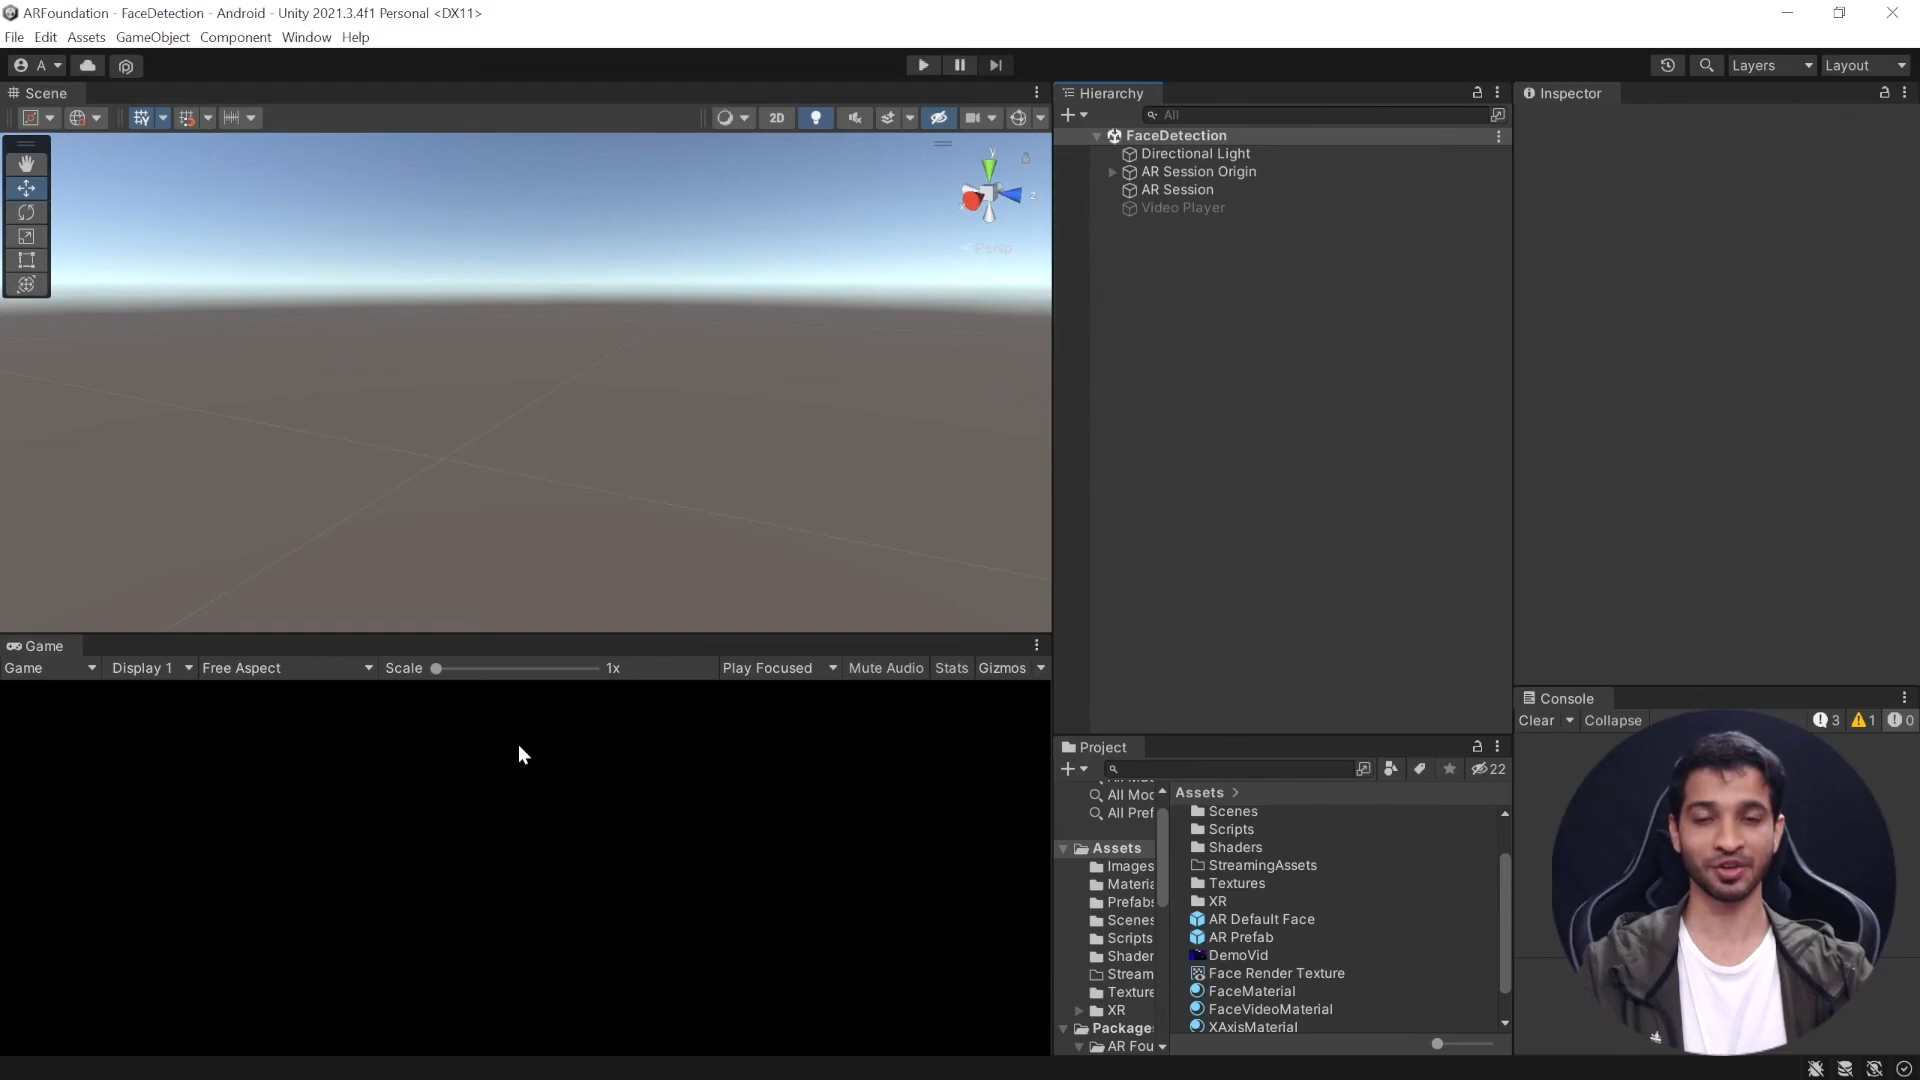 ARFoundation - FaceDetection - Android - Unity 2021.3.4f1 Personal <DX11>
File Edit Assets GameObject Component Window Help
A
Layers
Layout
Scene
2D
y
x
z
Persp
Hierarchy
All
FaceDetection
Directional Light
AR Session Origin
AR Session
Video Player
Inspector
Game
Game Display 1 Free Aspect Scale 1x Play Focused Mute Audio Stats Gizmos
Project
22
All Mod
All Pref
Assets
Images
Materia
Prefabs
Scenes
Scripts
Shader
Stream
Texture
XR
Package
AR Fou
Assets >
Scenes
Scripts
Shaders
StreamingAssets
Textures
XR
AR Default Face
AR Prefab
DemoVid
Face Render Texture
FaceMaterial
FaceVideoMaterial
XAxisMaterial
Console
Clear Collapse 3 1 0